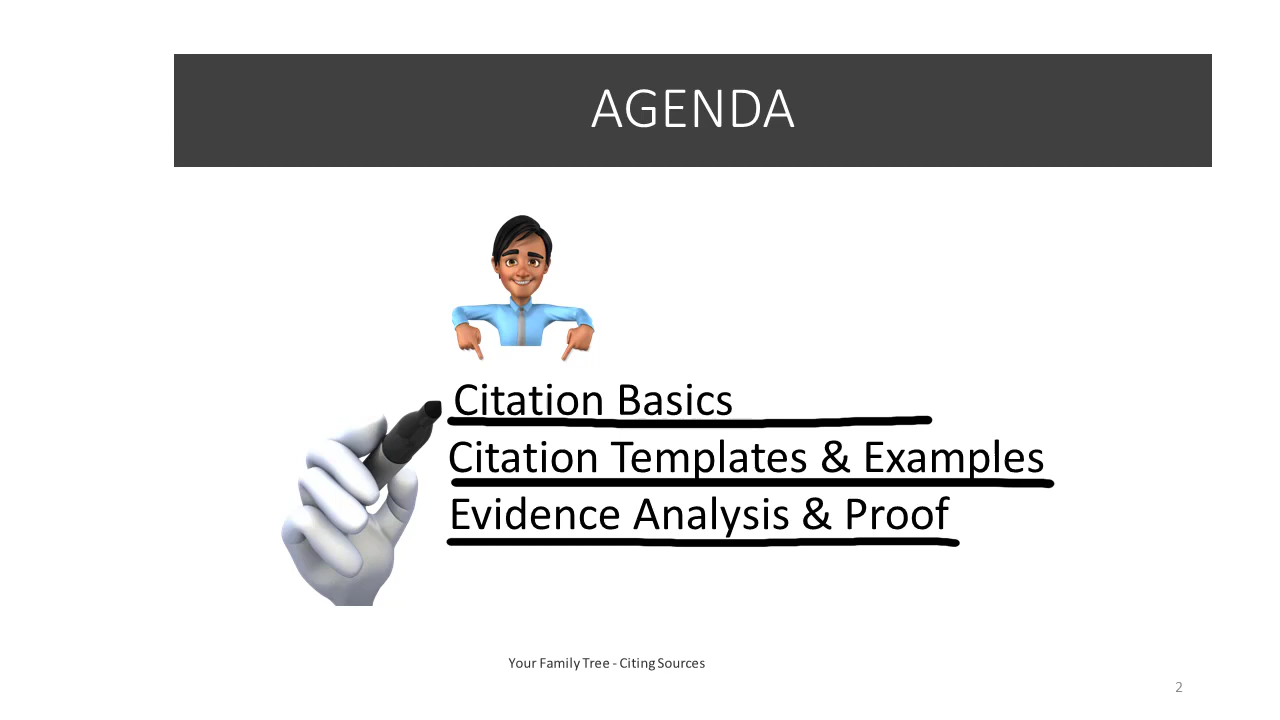 AGENDA
Citation Basics
Citation Templates & Examples
Evidence Analysis & Proof
Your Family Tree - Citing Sources
2